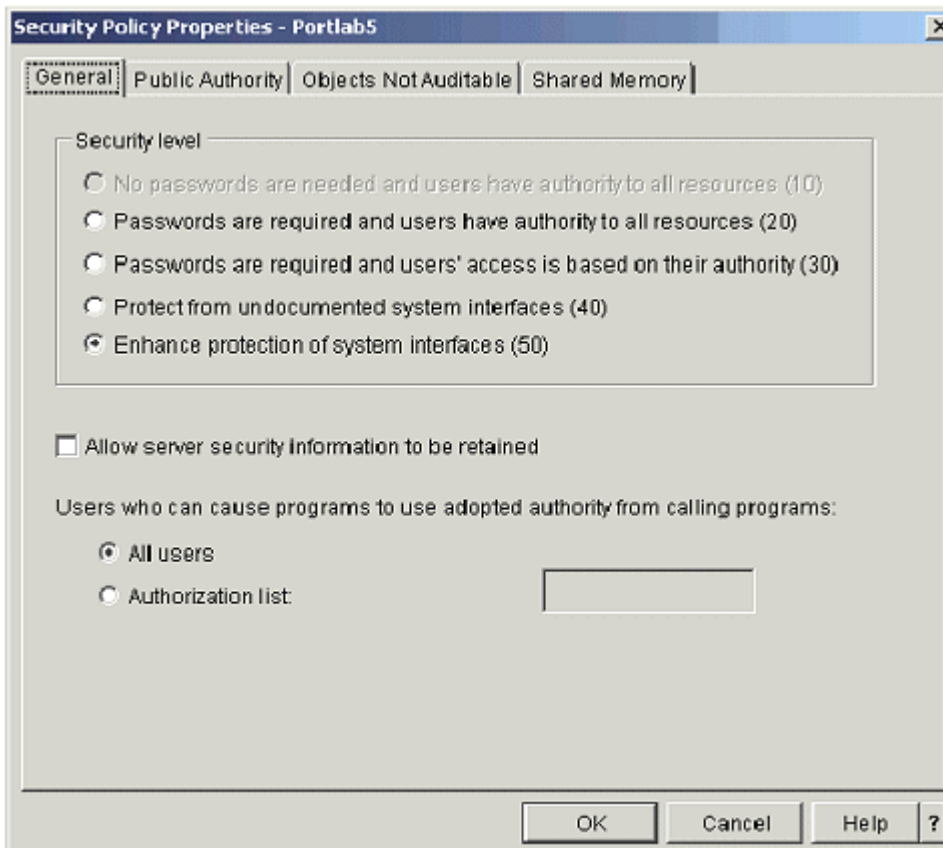 Security Policy Properties - Portlab5
General Public Authority Objects Not Auditable Shared Memory
Security level
No passwords are needed and users have authority to all resources (10)
Passwords are required and users have authority to all resources (20)
Passwords are required and users' access is based on their authority (30)
Protect from undocumented system interfaces (40)
Enhance protection of system interfaces (50)
Allow server security information to be retained
Users who can cause programs to use adopted authority from calling programs:
All users
Authorization list:
OK Cancel Help ?